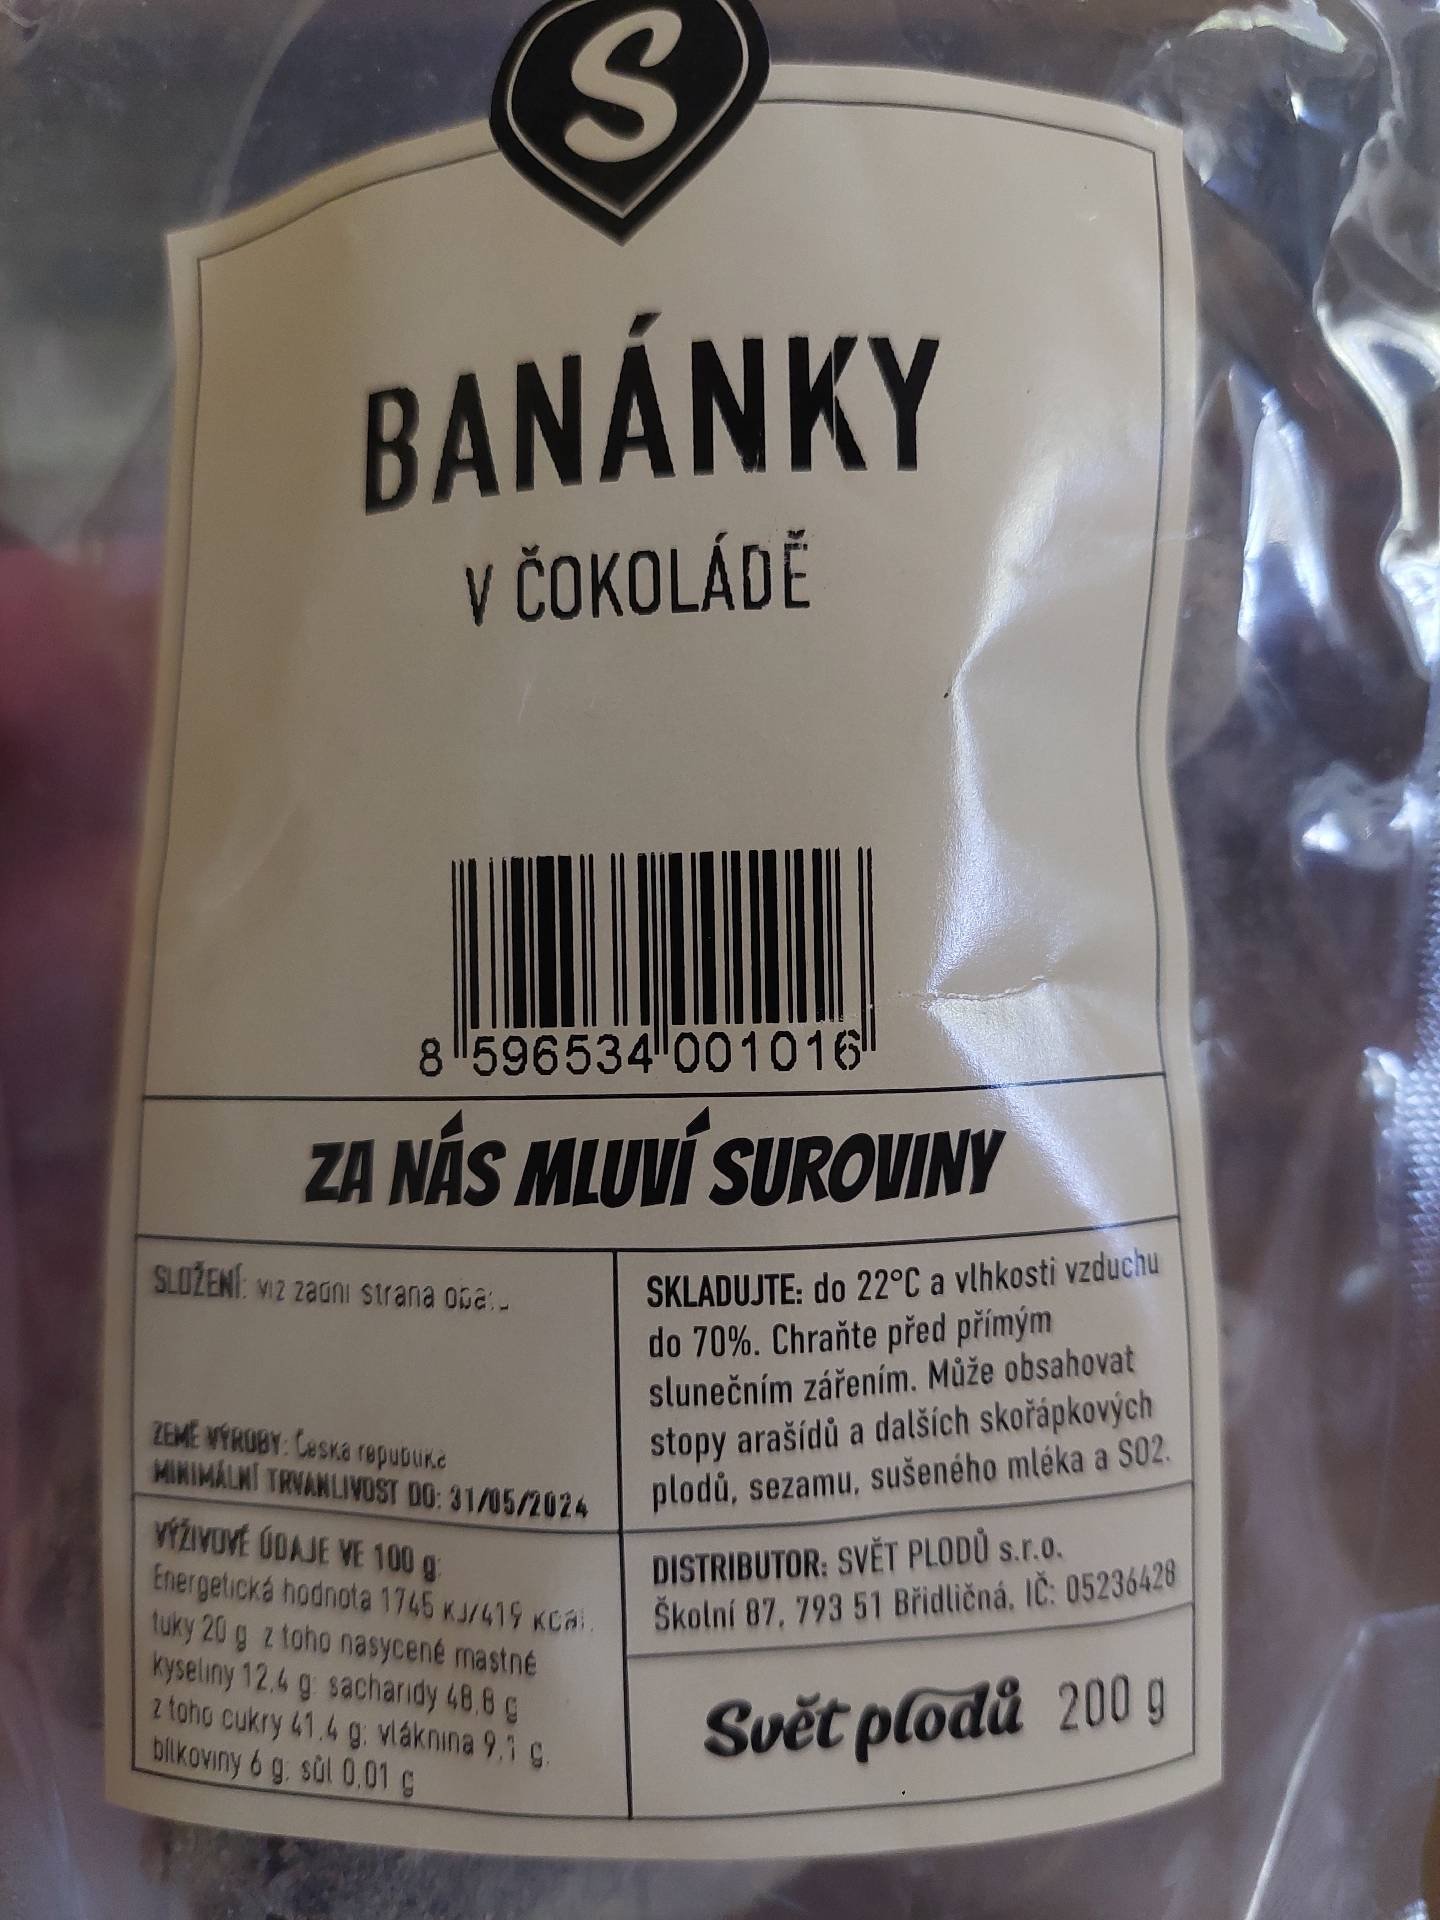 S
BANÁNKY
V ČOKOLÁDĚ
8 596534 001016
ZA NÁS MLUVÍ SUROVINY
SLOŽENÍ: viz zadní strana
ZEMĚ VÝROBY: Česká republika
MINIMÁLNÍ TRVANLIVOST DO: 31/05/2024
VÝŽIVOVÉ ÚDAJE VE 100 g:
Energetická hodnota 1745 KJ/419 kcal.
tuky 20 g z toho nasycené mastné
kyseliny 12,4 g: sacharidy 48,8 g
z toho cukry 41,4 g; vláknina 9,1 g.
bílkoviny 6 g. sůl 0,01 g
SKLADUJTE: do 22°C a vlhkosti vzduchu
do 70%. Chraňte před přímým
slunečním zářením. Může obsahovat
stopy arašídů a dalších skořápkových
plodů, sezamu, sušeného mléka a SO2.
DISTRIBUTOR: SVĚT PLODŮ s.r.o.
Školní 87, 793 51 Břidličná, IČ: 05236428
Svět plodů 200 g